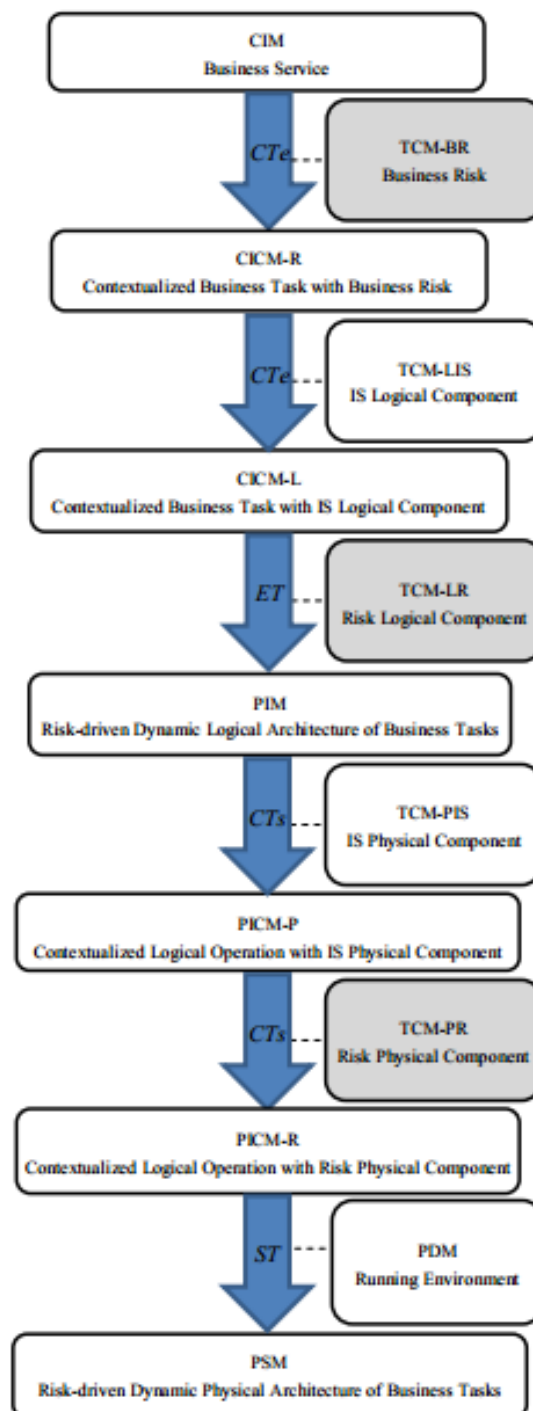 CIM
Business Service
CTe
TCM-BR
Business Risk
CICM-R
Contextualized Business Task with Business Risk
CTe
TCM-LIS
IS Logical Component
CICM-L
Contextualized Business Task with IS Logical Component
ET
TCM-LR
Risk Logical Component
PIM
Risk-driven Dynamic Logical Architecture of Business Tasks
CTs
TCM-PIS
IS Physical Component
PICM-P
Contextualized Logical Operation with IS Physical Component
CTs
TCM-PR
Risk Physical Component
PICM-R
Contextualized Logical Operation with Risk Physical Component
ST
PDM
Running Environment
PSM
Risk-driven Dynamic Physical Architecture of Business Tasks